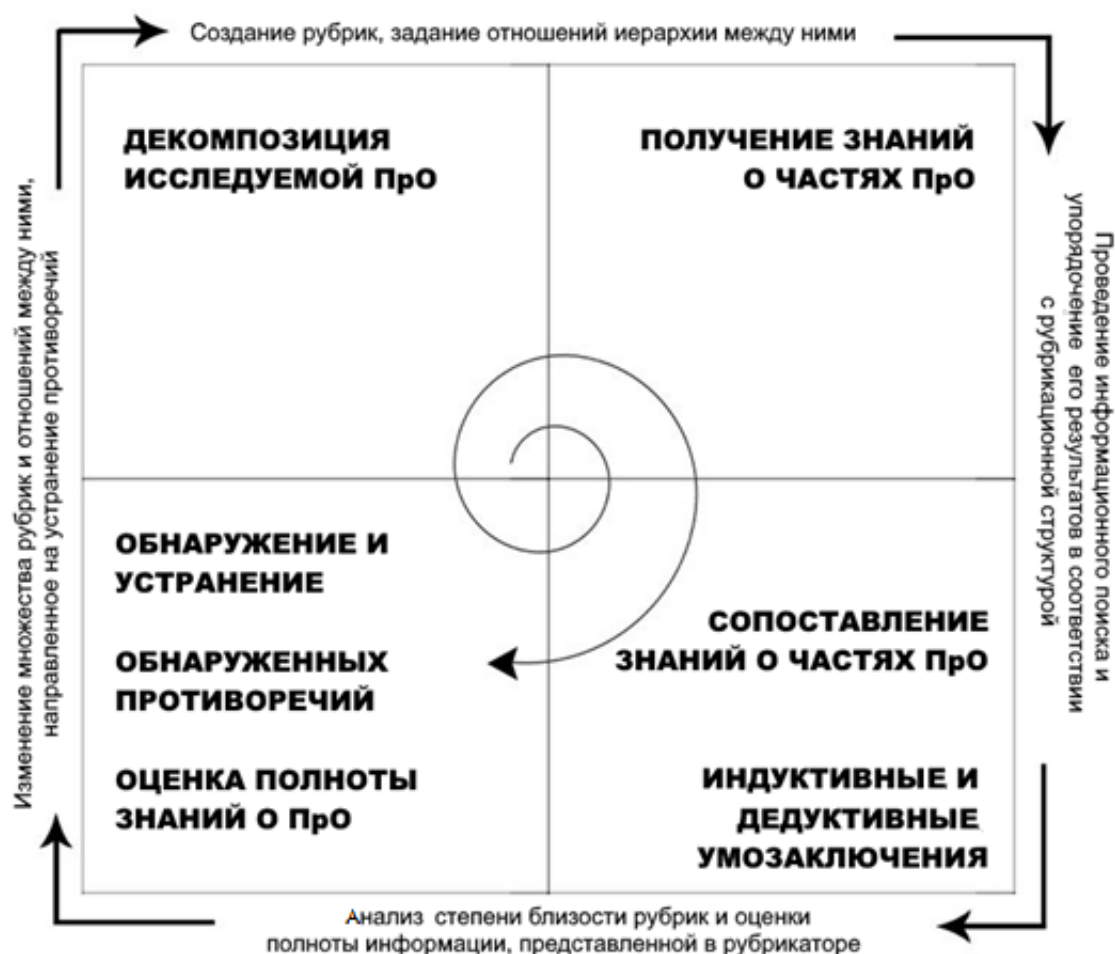 Создание рубрик, задание отношений иерархии между ними
ДЕКОМПОЗИЦИЯ
ИССЛЕДУЕМОЙ ПрО
ПОЛУЧЕНИЕ ЗНАНИЙ
О ЧАСТЯХ ПрО
Проведение информационного поиска и
упорядочение его результатов в соответствии
с рубрикационной структурой
СОПОСТАВЛЕНИЕ
ЗНАНИЙ О ЧАСТЯХ ПрО
ИНДУКТИВНЫЕ И
ДЕДУКТИВНЫЕ
УМОЗАКЛЮЧЕНИЯ
Анализ степени близости рубрик и оценки
полноты информации, представленной в рубрикаторе
ОБНАРУЖЕНИЕ И
УСТРАНЕНИЕ
ОБНАРУЖЕННЫХ
ПРОТИВОРЕЧИЙ
ОЦЕНКА ПОЛНОТЫ
ЗНАНИЙ О ПрО
Изменение множества рубрик и отношений между ними,
направленное на устранение противоречий